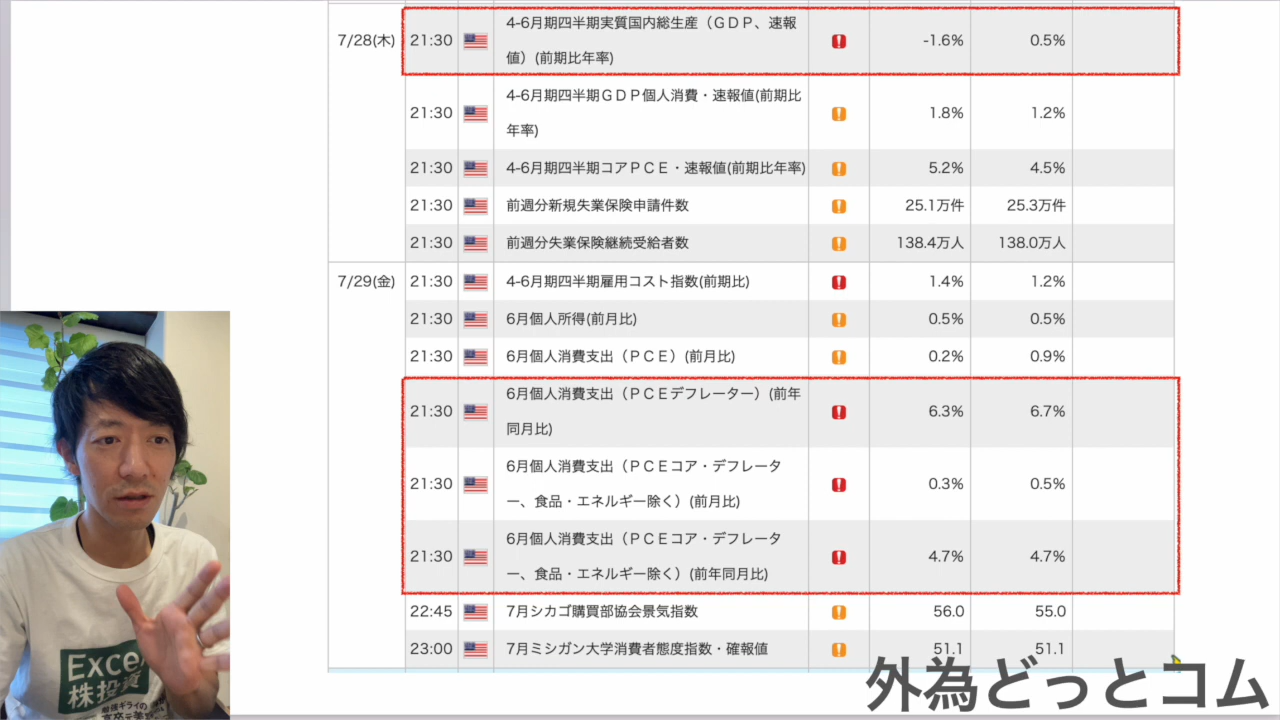 7/28(木) 21:30 4-6月期四半期実質国内総生産（ＧＤＰ、速報 -1.6% 0.5%
値）(前期比年率)
21:30 4-6月期四半期ＧＤＰ個人消費・速報値(前期比 1.8% 1.2%
年率)
21:30 4-6月期四半期コアＰＣＥ・速報値(前期比年率) 5.2% 4.5%
21:30 前週分新規失業保険申請件数 25.1万件 25.3万件
21:30 前週分失業保険継続受給者数 138.4万人 138.0万人
7/29(金) 21:30 4-6月期四半期雇用コスト指数(前期比) 1.4% 1.2%
21:30 6月個人所得(前月比) 0.5% 0.5%
21:30 6月個人消費支出（ＰＣＥ）(前月比) 0.2% 0.9%
21:30 6月個人消費支出（ＰＣＥデフレーター）(前年 6.3% 6.7%
同月比)
21:30 6月個人消費支出（ＰＣＥコア・デフレータ 0.3% 0.5%
ー、食品・エネルギー除く）(前月比)
21:30 6月個人消費支出（ＰＣＥコア・デフレータ 4.7% 4.7%
ー、食品・エネルギー除く）(前年同月比)
22:45 7月シカゴ購買部協会景気指数 56.0 55.0
23:00 7月ミシガン大学消費者態度指数・確報値 51.1 51.1
外為どっとコム
Excel
株投資
勉強ギライの